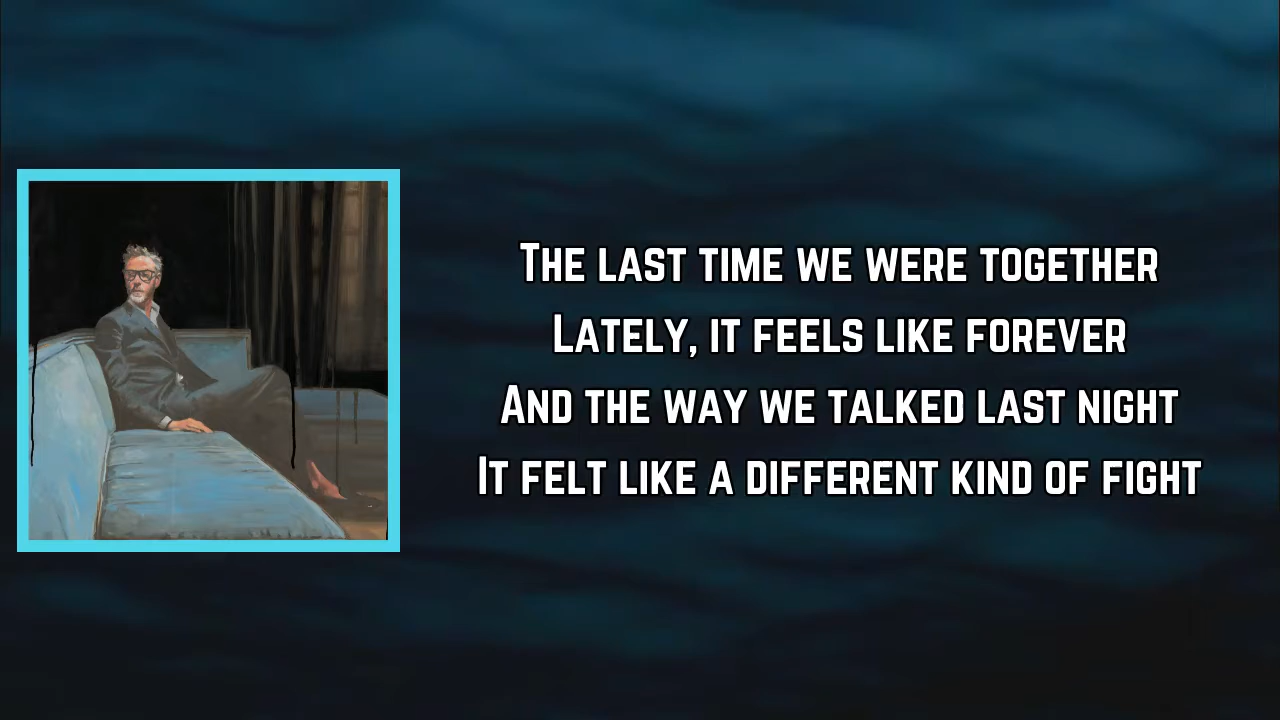 The last time we were together
Lately, it feels like forever
And the way we talked last night
It felt like a different kind of fight